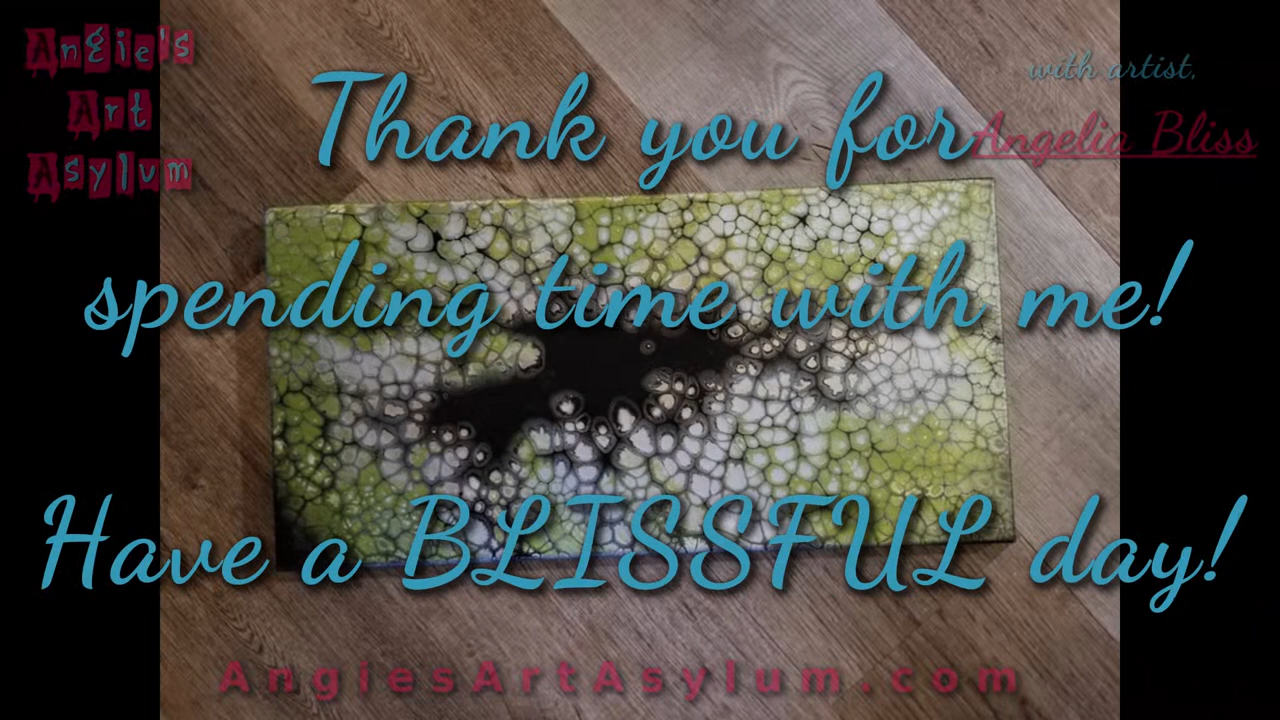 Angie's
Art
Asylum
with artist,
Angelia Bliss
Thank you for
spending time with me!
Have a BLISSFUL day!
AngiesArtAsylum.com